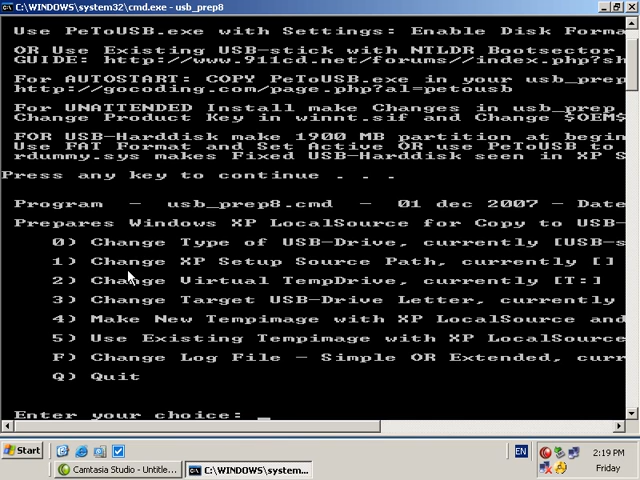 C:\WINDOWS\system32\cmd.exe - usb_prep8
Use PeToUSB.exe with Settings: Enable Disk Forma
OR Use Existing USB-stick with NTLDR Bootsector
GUIDE: http://www.911cd.net/forums//index.php?sh
For AUTOSTART: COPY PeToUSB.exe in your usb_prep
http://gocoding.com/page.php?al=petousb
For UNATTENDED Install make Changes in usb_prep
Change Product Key in winnt.sif and Change $OEM$
FOR USB-Harddisk make 1900 MB partition at begin
Use FAT Format and Set Active OR use PeToUSB to
rdummy.sys makes Fixed USB-Harddisk seen in XP S
Press any key to continue . . .
Program - usb_prep8.cmd - 01 dec 2007 - Date
Prepares Windows XP LocalSource for Copy to USB-
0) Change Type of USB-Drive, currently [USB-s
1) Change XP Setup Source Path, currently []
2) Change Virtual TempDrive, currently [T:]
3) Change Target USB-Drive Letter, currently
4) Make New Tempimage with XP LocalSource and
5) Use Existing Tempimage with XP LocalSource
F) Change Log File - Simple OR Extended, curr
Q) Quit
Enter your choice: _
Start
Camtasia Studio - Untitle...
C:\WINDOWS\system...
EN
2:19 PM
Friday